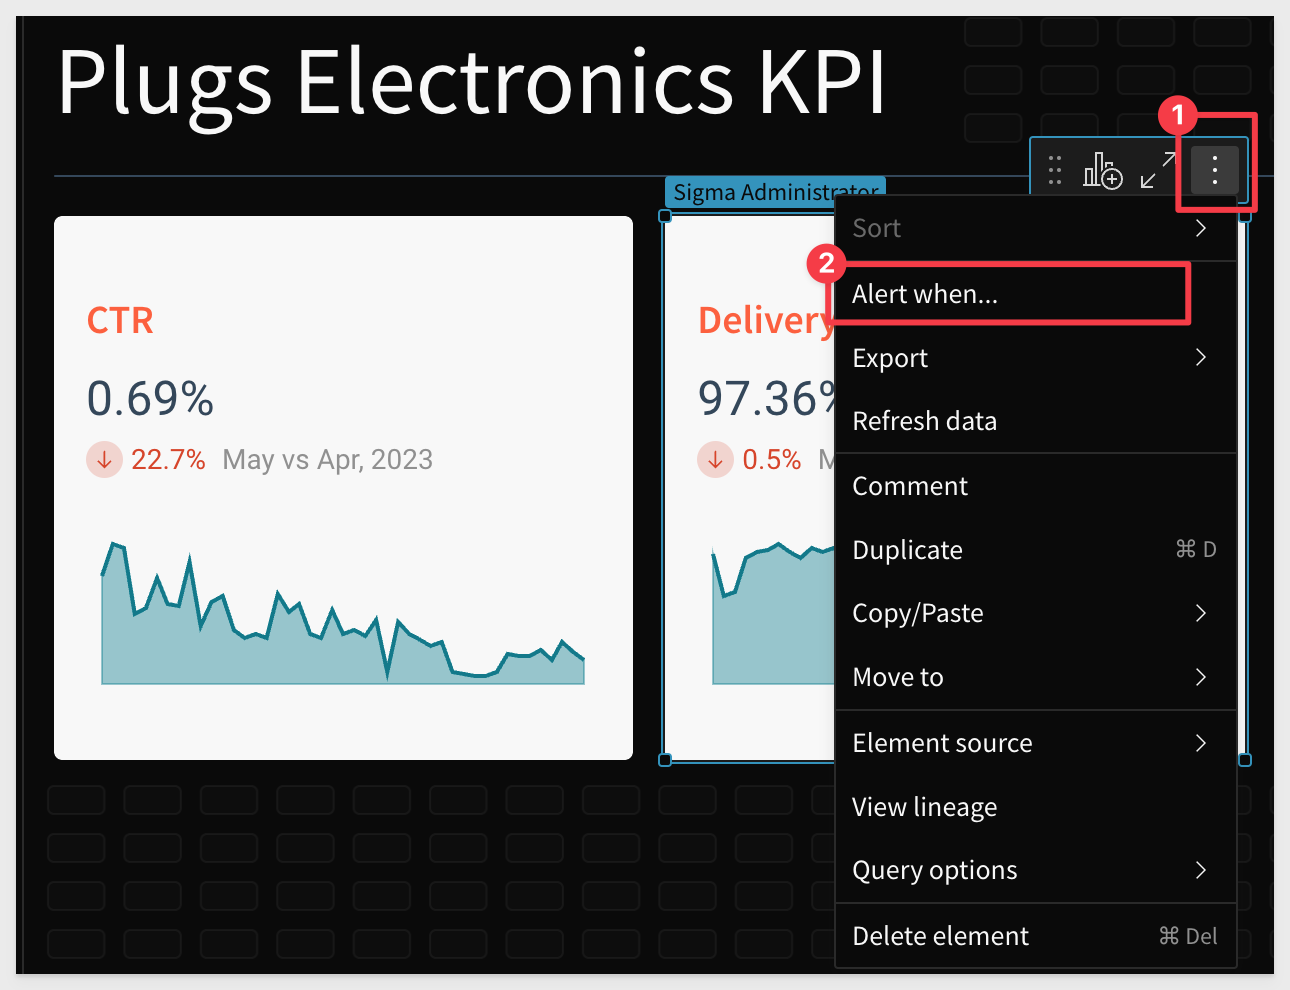 Plugs Electronics KPI
1
Sigma Administrator
Sort
2
Alert when...
Export
Refresh data
Comment
Duplicate ⌘ D
Copy/Paste
Move to
Element source
View lineage
Query options
Delete element ⌘ Del
CTR
0.69%
22.7% May vs Apr, 2023
Delivery
97.36%
0.5% M